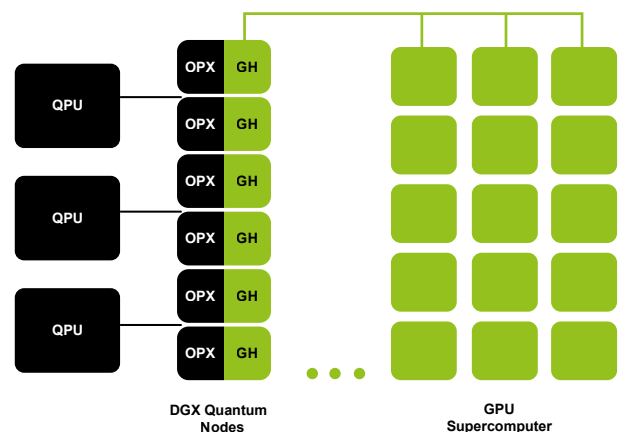 OPX GH
QPU
OPX GH
OPX GH
QPU
OPX GH
OPX GH
QPU
OPX GH
DGX Quantum
Nodes
GPU
Supercomputer